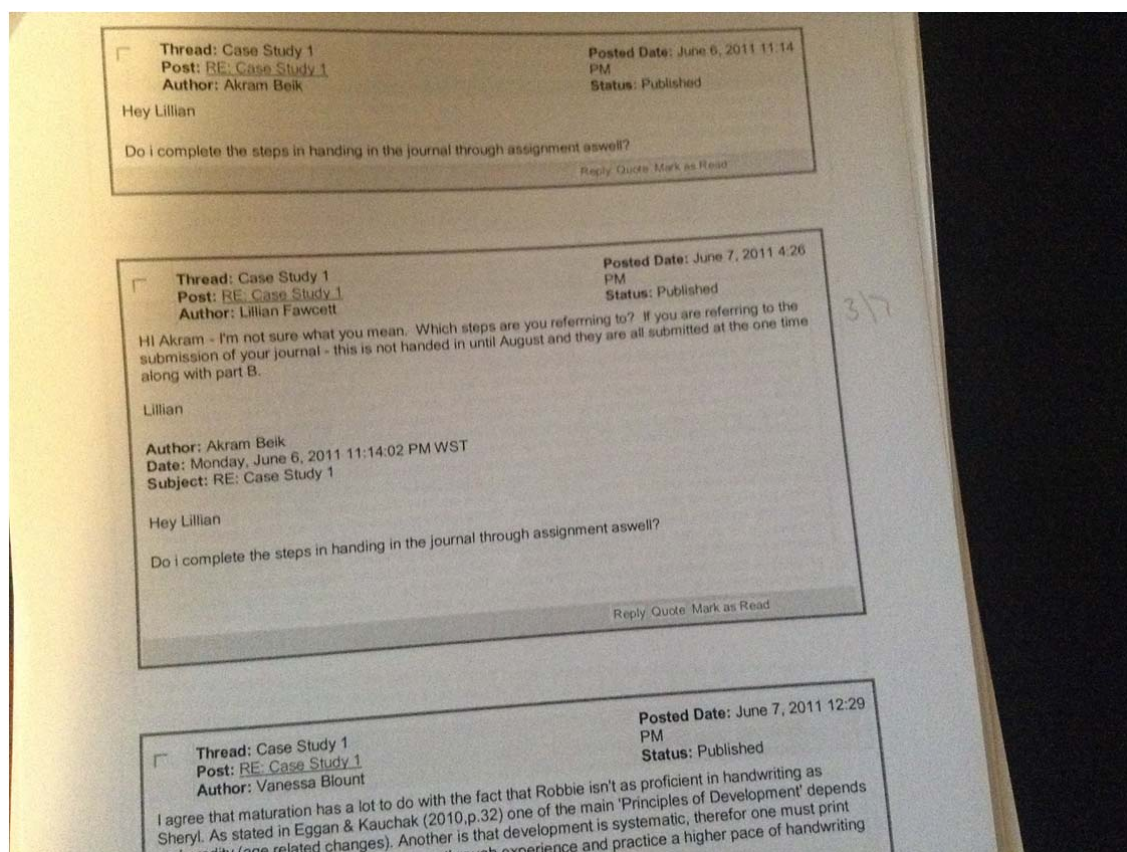 Thread: Case Study 1
Post: RE: Case Study 1
Author: Akram Beik
Posted Date: June 6, 2011 11:14
PM
Status: Published
Hey Lillian
Do i complete the steps in handing in the journal through assignment aswell?
Reply Quote Mark as Read
Thread: Case Study 1
Post: RE: Case Study 1
Author: Lillian Fawcett
Posted Date: June 7, 2011 4:26
PM
Status: Published
HI Akram - I'm not sure what you mean. Which steps are you referrning to? If you are referring to the
submission of your journal - this is not handed in until August and they are all submitted at the one time
along with part B.
3/7
Lillian
Author: Akram Beik
Date: Monday, June 6, 2011 11:14:02 PM WST
Subject: RE: Case Study 1
Hey Lillian
Do i complete the steps in handing in the journal through assignment aswell?
Reply Quote Mark as Read
Thread: Case Study 1
Post: RE: Case Study 1
Author: Vanessa Blount
Posted Date: June 7, 2011 12:29
PM
Status: Published
I agree that maturation has a lot to do with the fact that Robbie isn't as proficient in handwriting as
Sheryl. As stated in Eggan & Kauchak (2010,p.32) one of the main 'Principles of Development' depends
(age related changes). Another is that development is systematic, therefor one must print
through experience and practice a higher pace of handwriting